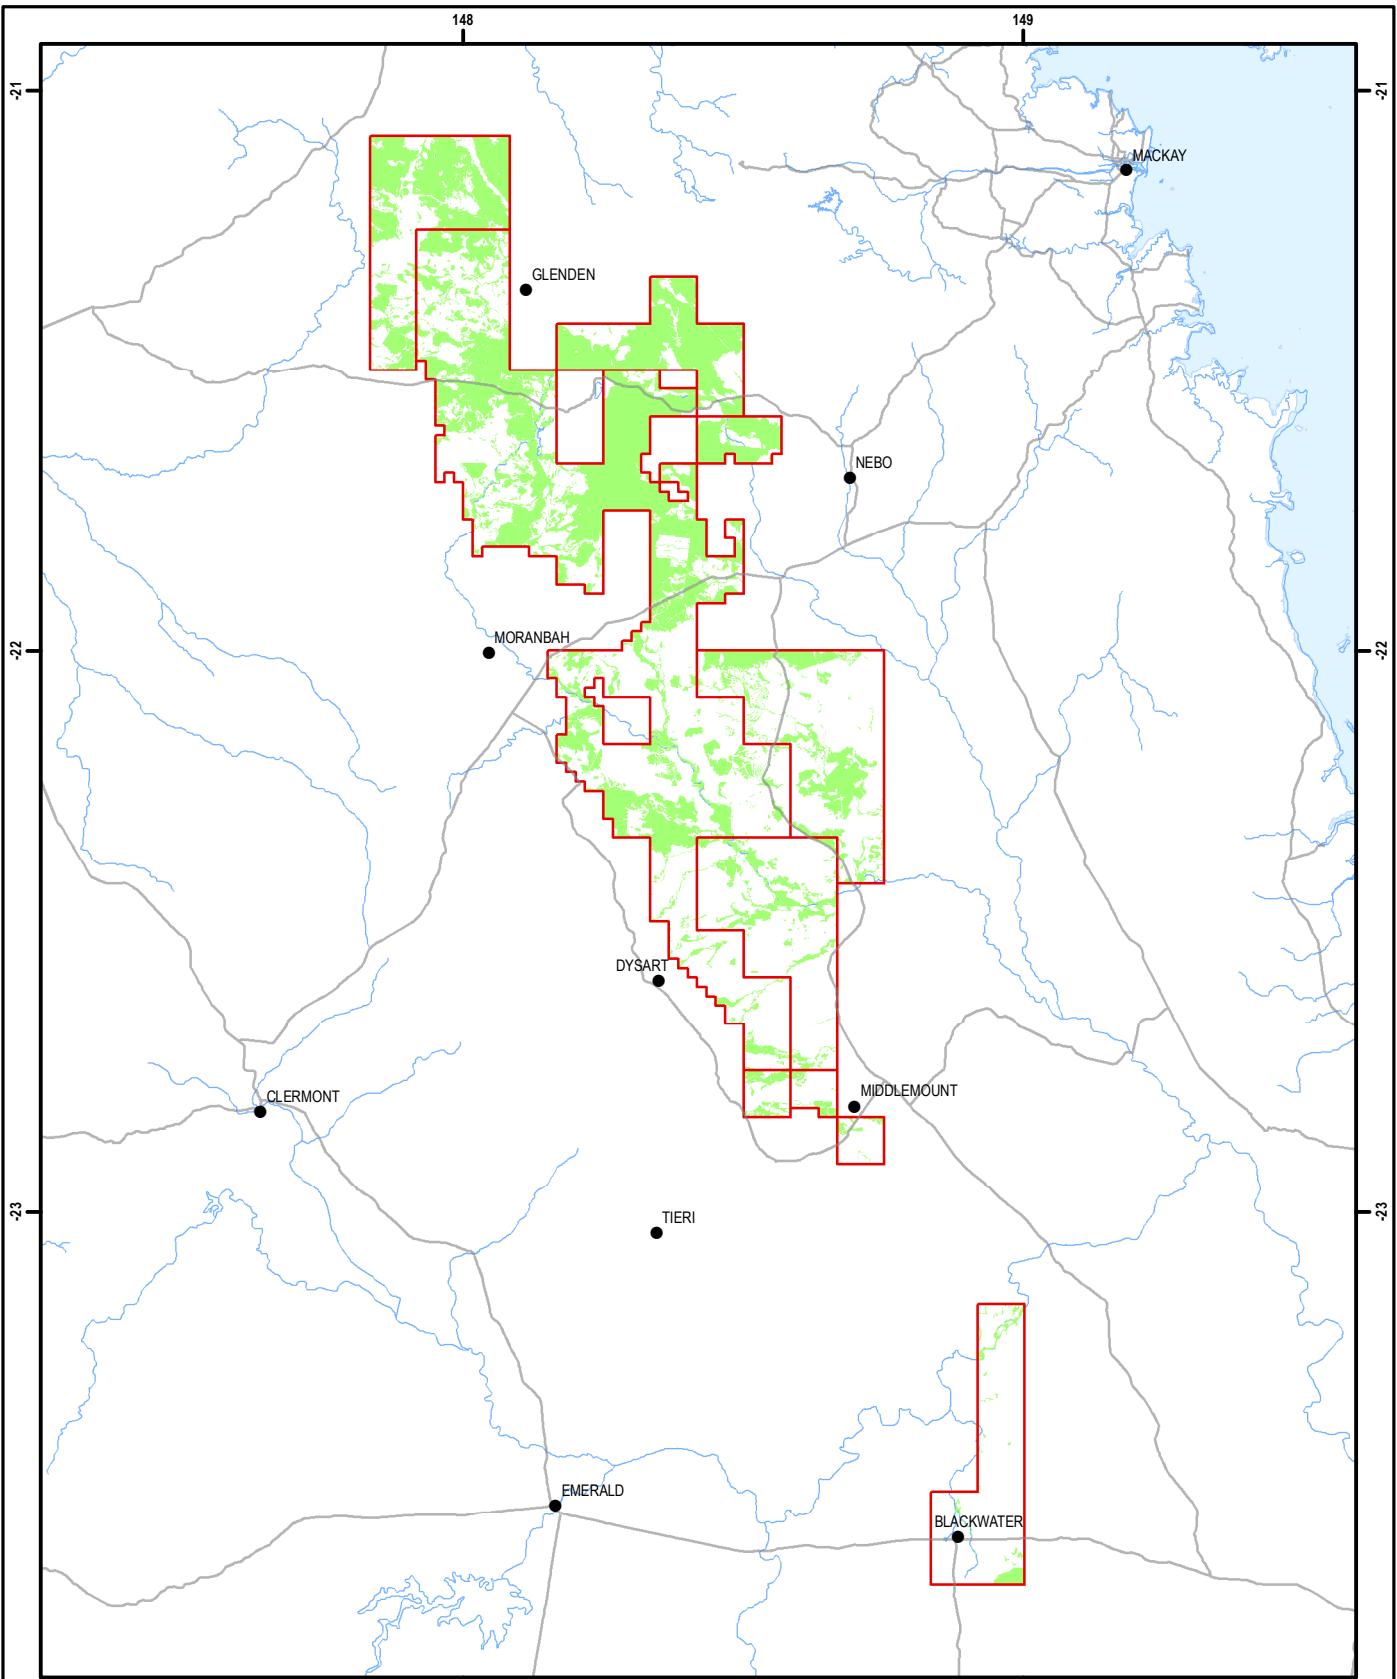 148
149
-21
-21
MACKAY
GLENDEN
NEBO
MORANBAH
-22
-22
DYSART
CLERMONT
MIDDLEMOUNT
-23
-23
TIERI
EMERALD
BLACKWATER